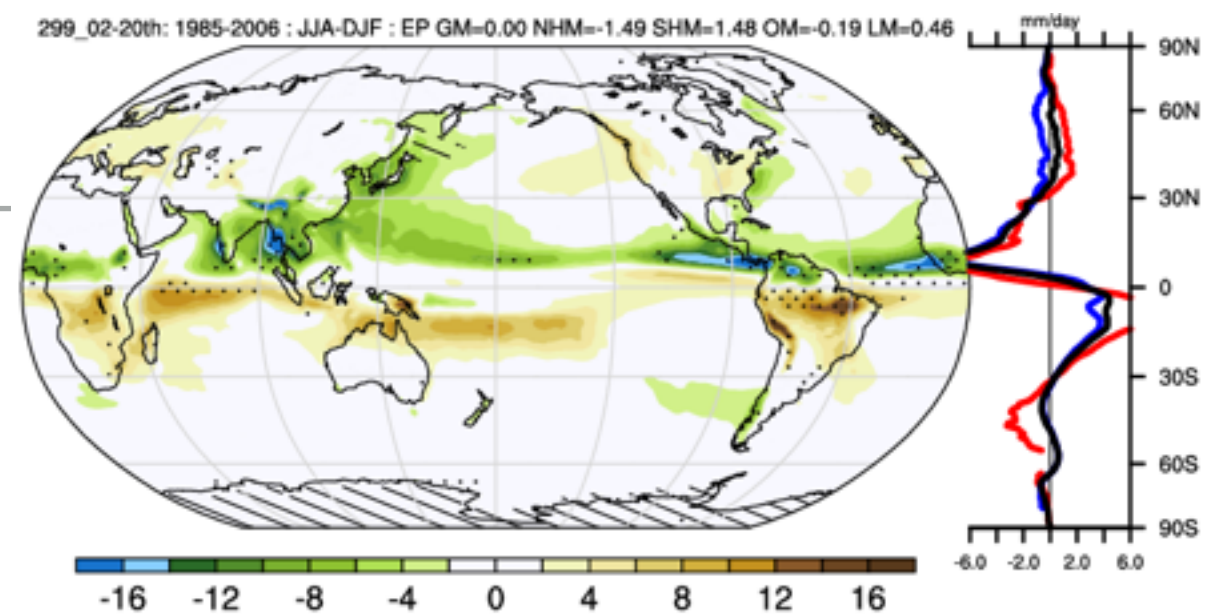 299_02-20th: 1985-2006 : JJA-DJF : EP GM=0.00 NHM=-1.49 SHM=1.48 OM=-0.19 LM=0.46
mm/day
90N
60N
30N
0
30S
60S
90S
-6.0 -2.0 2.0 6.0
-16 -12 -8 -4 0 4 8 12 16